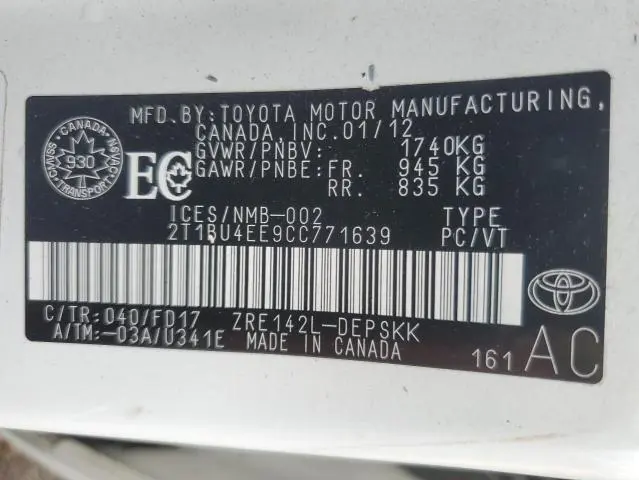 MFD.BY:TOYOTA MOTOR MANUFACTURING,
CANADA,INC.01/12
GVWR/PNBV: 1740KG
GAWR/PNBE:FR. 945 KG
RR. 835 KG
CANADA
CMVSS 930 NSVAC
TRANSPORT
EC
ICES/NMB-002 TYPE
2T1BU4EE9CC771639 PC/VT
C/TR:040/FD17 ZRE142L-DEPSKK
A/TM:-03A/U341E MADE IN CANADA
161 AC